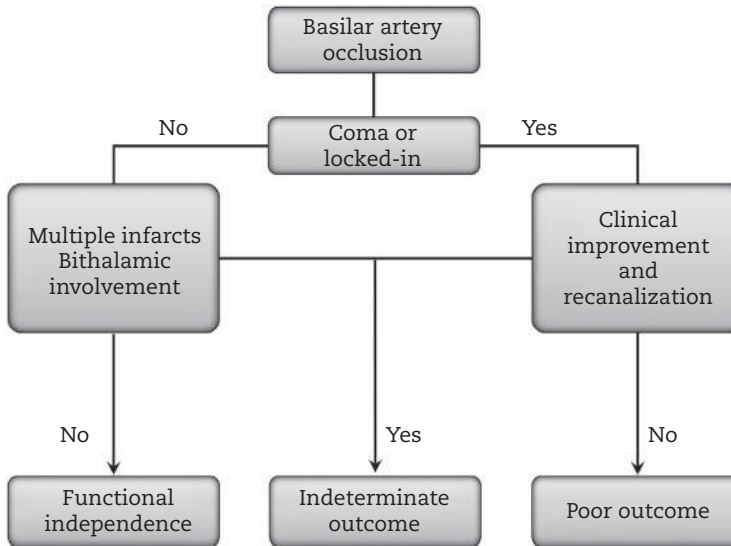 Basilar artery
occlusion
No
Coma or
locked-in
Yes
Multiple infarcts
Bithalamic
involvement
Clinical
improvement
and
recanalization
No
Yes
No
Functional
independence
Indeterminate
outcome
Poor outcome